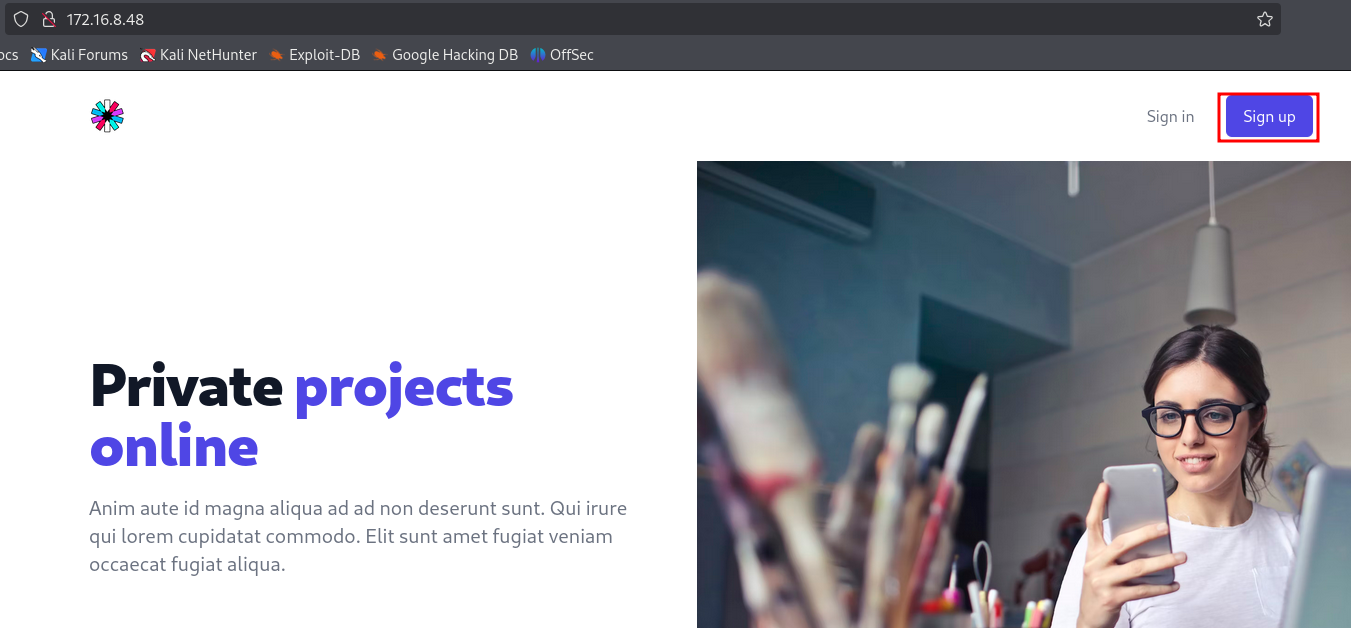 172.16.8.48
ocs Kali Forums Kali NetHunter Exploit-DB Google Hacking DB OffSec
Sign in Sign up
Private projects
online
Anim aute id magna aliqua ad ad non deserunt sunt. Qui irure
qui lorem cupidatat commodo. Elit sunt amet fugiat veniam
occaecat fugiat aliqua.